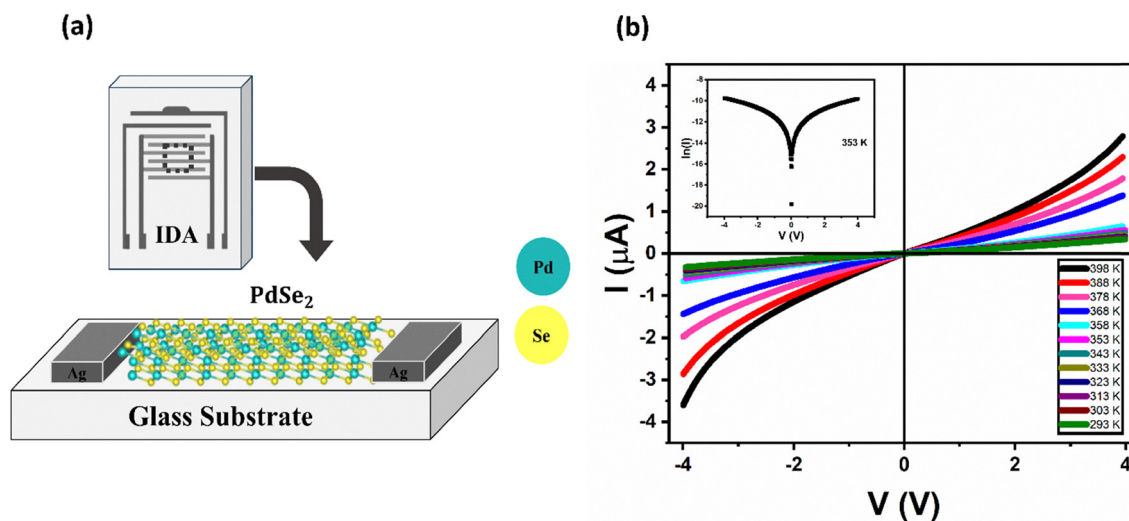 (a)
IDA
PdSe₂
Pd
Se
Ag
Ag
Glass Substrate
(b)
4
3
2
1
0
-1
-2
-3
-4
I (μA)
-4
-2
0
2
4
V (V)
-8
-10
-12
-14
-16
-18
-20
ln(I)
353 K
-4
-2
0
2
4
V (V)
398 K
388 K
378 K
368 K
358 K
353 K
343 K
333 K
323 K
313 K
303 K
293 K